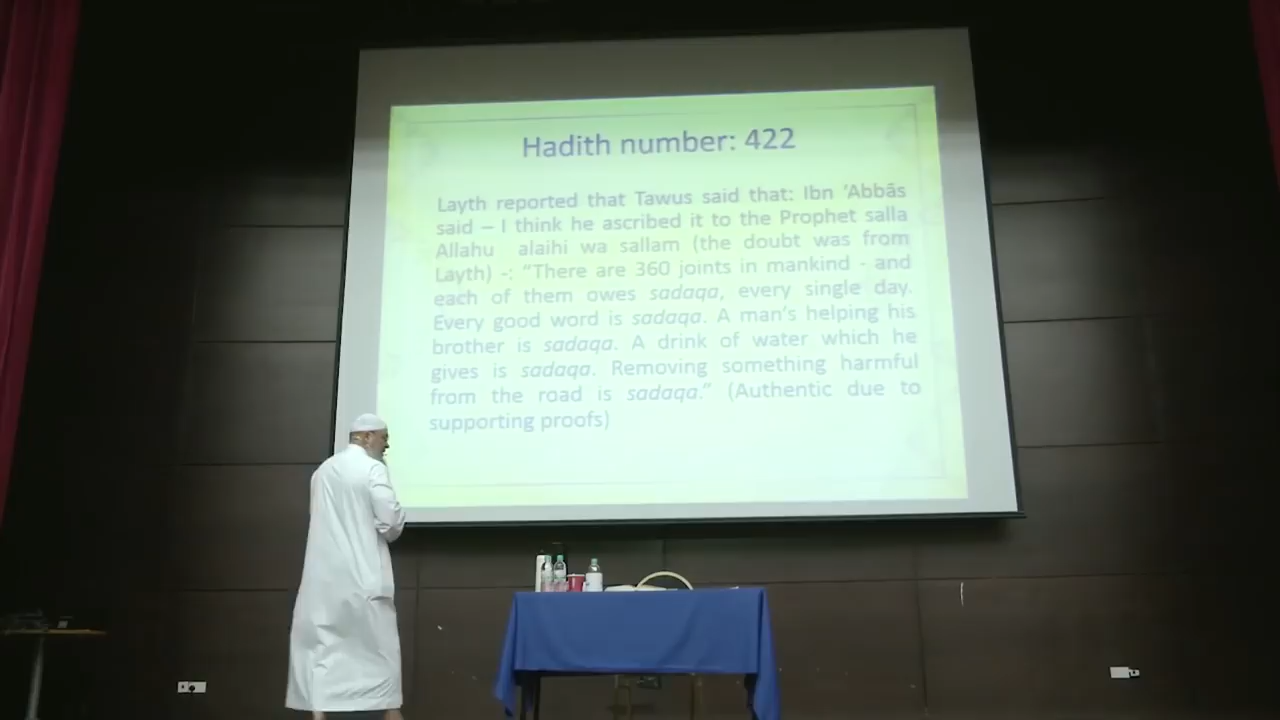 Hadith number: 422
Layth reported that Tawus said that: Ibn ‘Abbās
said – I think he ascribed it to the Prophet salla
Allahu alaihi wa sallam (the doubt was from
Layth) -: “There are 360 joints in mankind - and
each of them owes sadaqa, every single day.
Every good word is sadaqa. A man’s helping his
brother is sadaqa. A drink of water which he
gives is sadaqa. Removing something harmful
from the road is sadaqa.” (Authentic due to
supporting proofs)